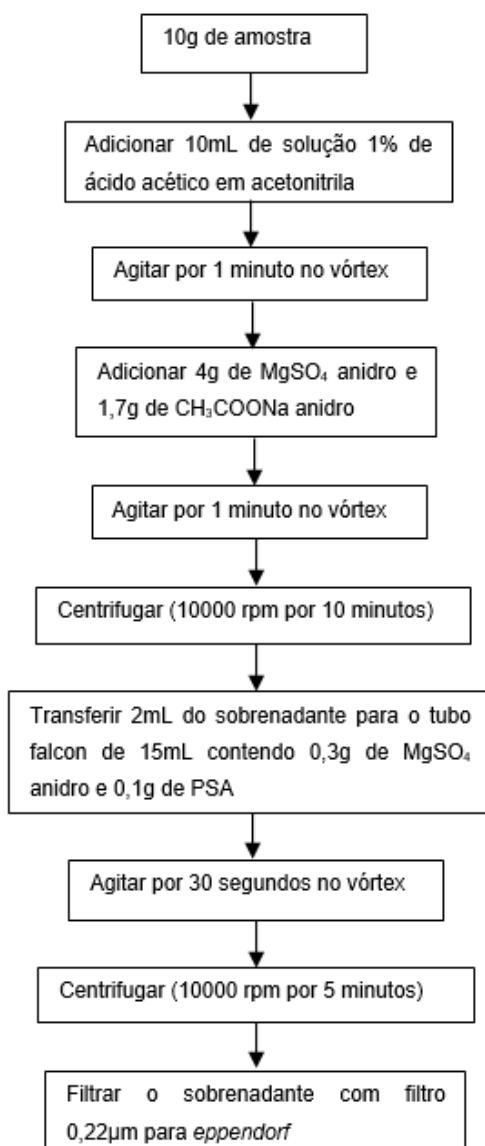 10g de amostra
Adicionar 10mL de solução 1% de
ácido acético em acetonitrila
Agitar por 1 minuto no vórtex
Adicionar 4g de MgSO₄ anidro e
1,7g de CH₃COONa anidro
Agitar por 1 minuto no vórtex
Centrifugar (10000 rpm por 10 minutos)
Transferir 2mL do sobrenadante para o tubo
falcon de 15mL contendo 0,3g de MgSO₄
anidro e 0,1g de PSA
Agitar por 30 segundos no vórtex
Centrifugar (10000 rpm por 5 minutos)
Filtrar o sobrenadante com filtro
0,22µm para eppendorf